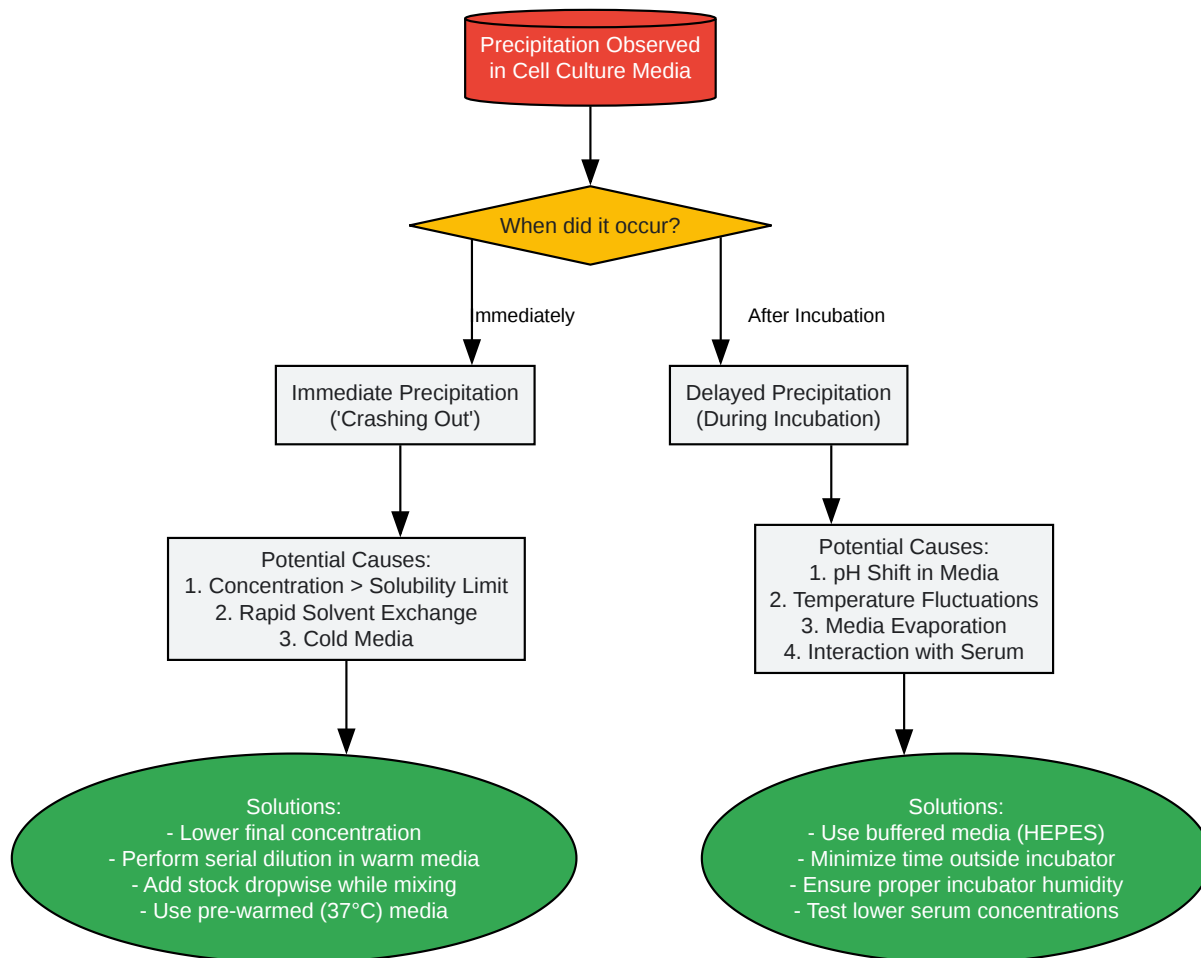 Precipitation Observed
in Cell Culture Media
When did it occur?
mmediately
After Incubation
Immediate Precipitation
('Crashing Out')
Delayed Precipitation
(During Incubation)
Potential Causes:
1. Concentration > Solubility Limit
2. Rapid Solvent Exchange
3. Cold Media
Potential Causes:
1. pH Shift in Media
2. Temperature Fluctuations
3. Media Evaporation
4. Interaction with Serum
Solutions:
- Lower final concentration
- Perform serial dilution in warm media
- Add stock dropwise while mixing
- Use pre-warmed (37°C) media
Solutions:
- Use buffered media (HEPES)
- Minimize time outside incubator
- Ensure proper incubator humidity
- Test lower serum concentrations